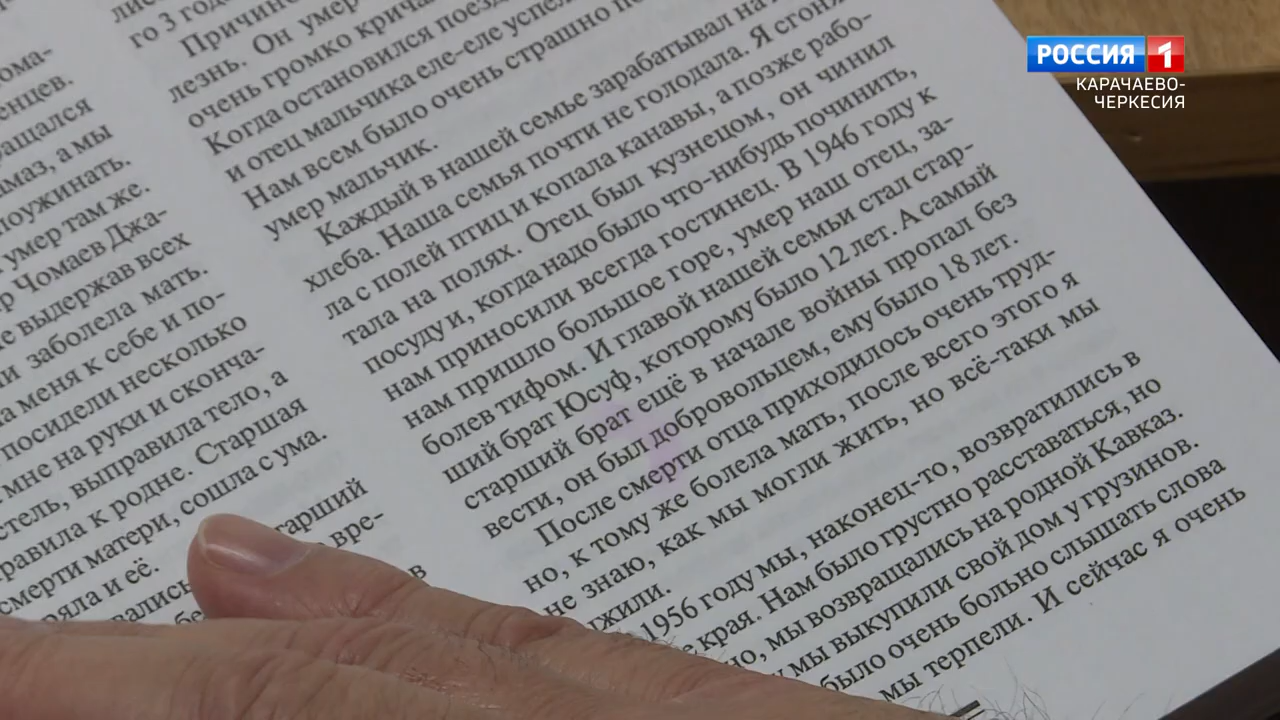 РОССИЯ 1
КАРАЧАЕВО-
ЧЕРКЕСИЯ
енцев.
ращался
маз, а мы
поужинать.
умер там же.
р Чомаев Джа-
е выдержав всех
заболела мать.
а меня к себе и по-
посидели несколько
мне на руки и сконча-
стель, выправила тело, а
равила к родне. Старшая
смерти матери, сошла с ума.
ряла и её.
го 3 годе
Причино
лезнь. Он умер
очень громко крича
Когда остановился поезд
и отец мальчика еле-еле успел
Нам всем было очень страшно по
умер мальчик.
Каждый в нашей семье зарабатывал на
хлеба. Наша семья почти не голодала. Я сгоня
ла с полей птиц и копала канавы, а позже рабо-
тала на полях. Отец был кузнецом, он чинил
посуду и, когда надо было что-нибудь починить,
нам приносили всегда гостинец. В 1946 году к
нам пришло большое горе, умер наш отец, за-
болев тифом. И главой нашей семьи стал стар-
ший брат Юсуф, которому было 12 лет. А самый
старший брат ещё в начале войны пропал без
вести, он был добровольцем, ему было 18 лет.
После смерти отца приходилось очень труд-
но, к тому же болела мать, после всего этого я
не знаю, как мы могли жить, но всё-таки мы
жили.
1956 году мы, наконец-то, возвратились в
края. Нам было грустно расставаться, но
но, мы возвращались на родной Кавказ.
мы выкупили свой дом у грузинов.
было очень больно слышать слова
мы терпели. И сейчас я очень